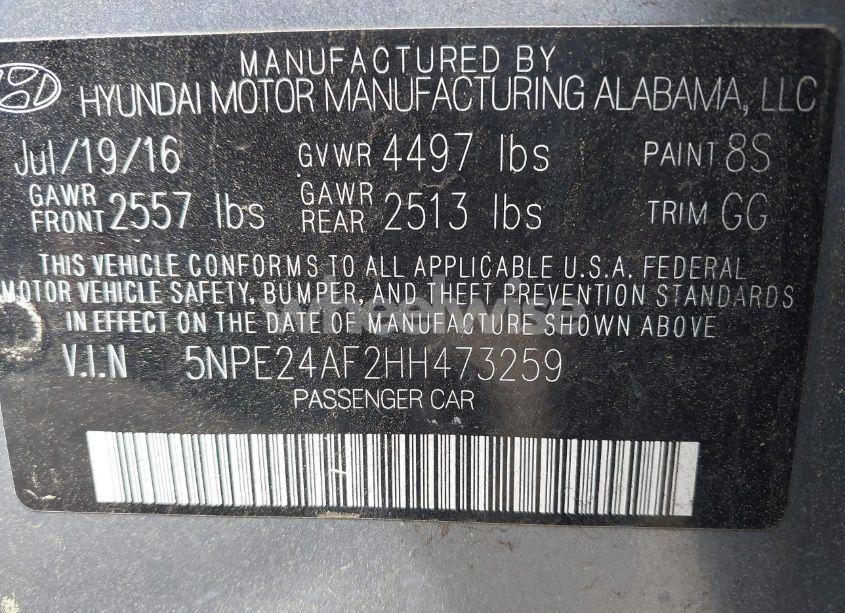 MANUFACTURED BY
HYUNDAI MOTOR MANUFACTURING ALABAMA, LLC
Jul/19/16 GVWR 4497 lbs PAINT 8S
GAWR FRONT 2557 lbs GAWR REAR 2513 lbs TRIM GG
THIS VEHICLE CONFORMS TO ALL APPLICABLE U.S.A. FEDERAL
MOTOR VEHICLE SAFETY, BUMPER, AND THEFT PREVENTION STANDARDS
IN EFFECT ON THE DATE OF MANUFACTURE SHOWN ABOVE
wheelwise
V.I.N 5NPE24AF2HH473259
PASSENGER CAR